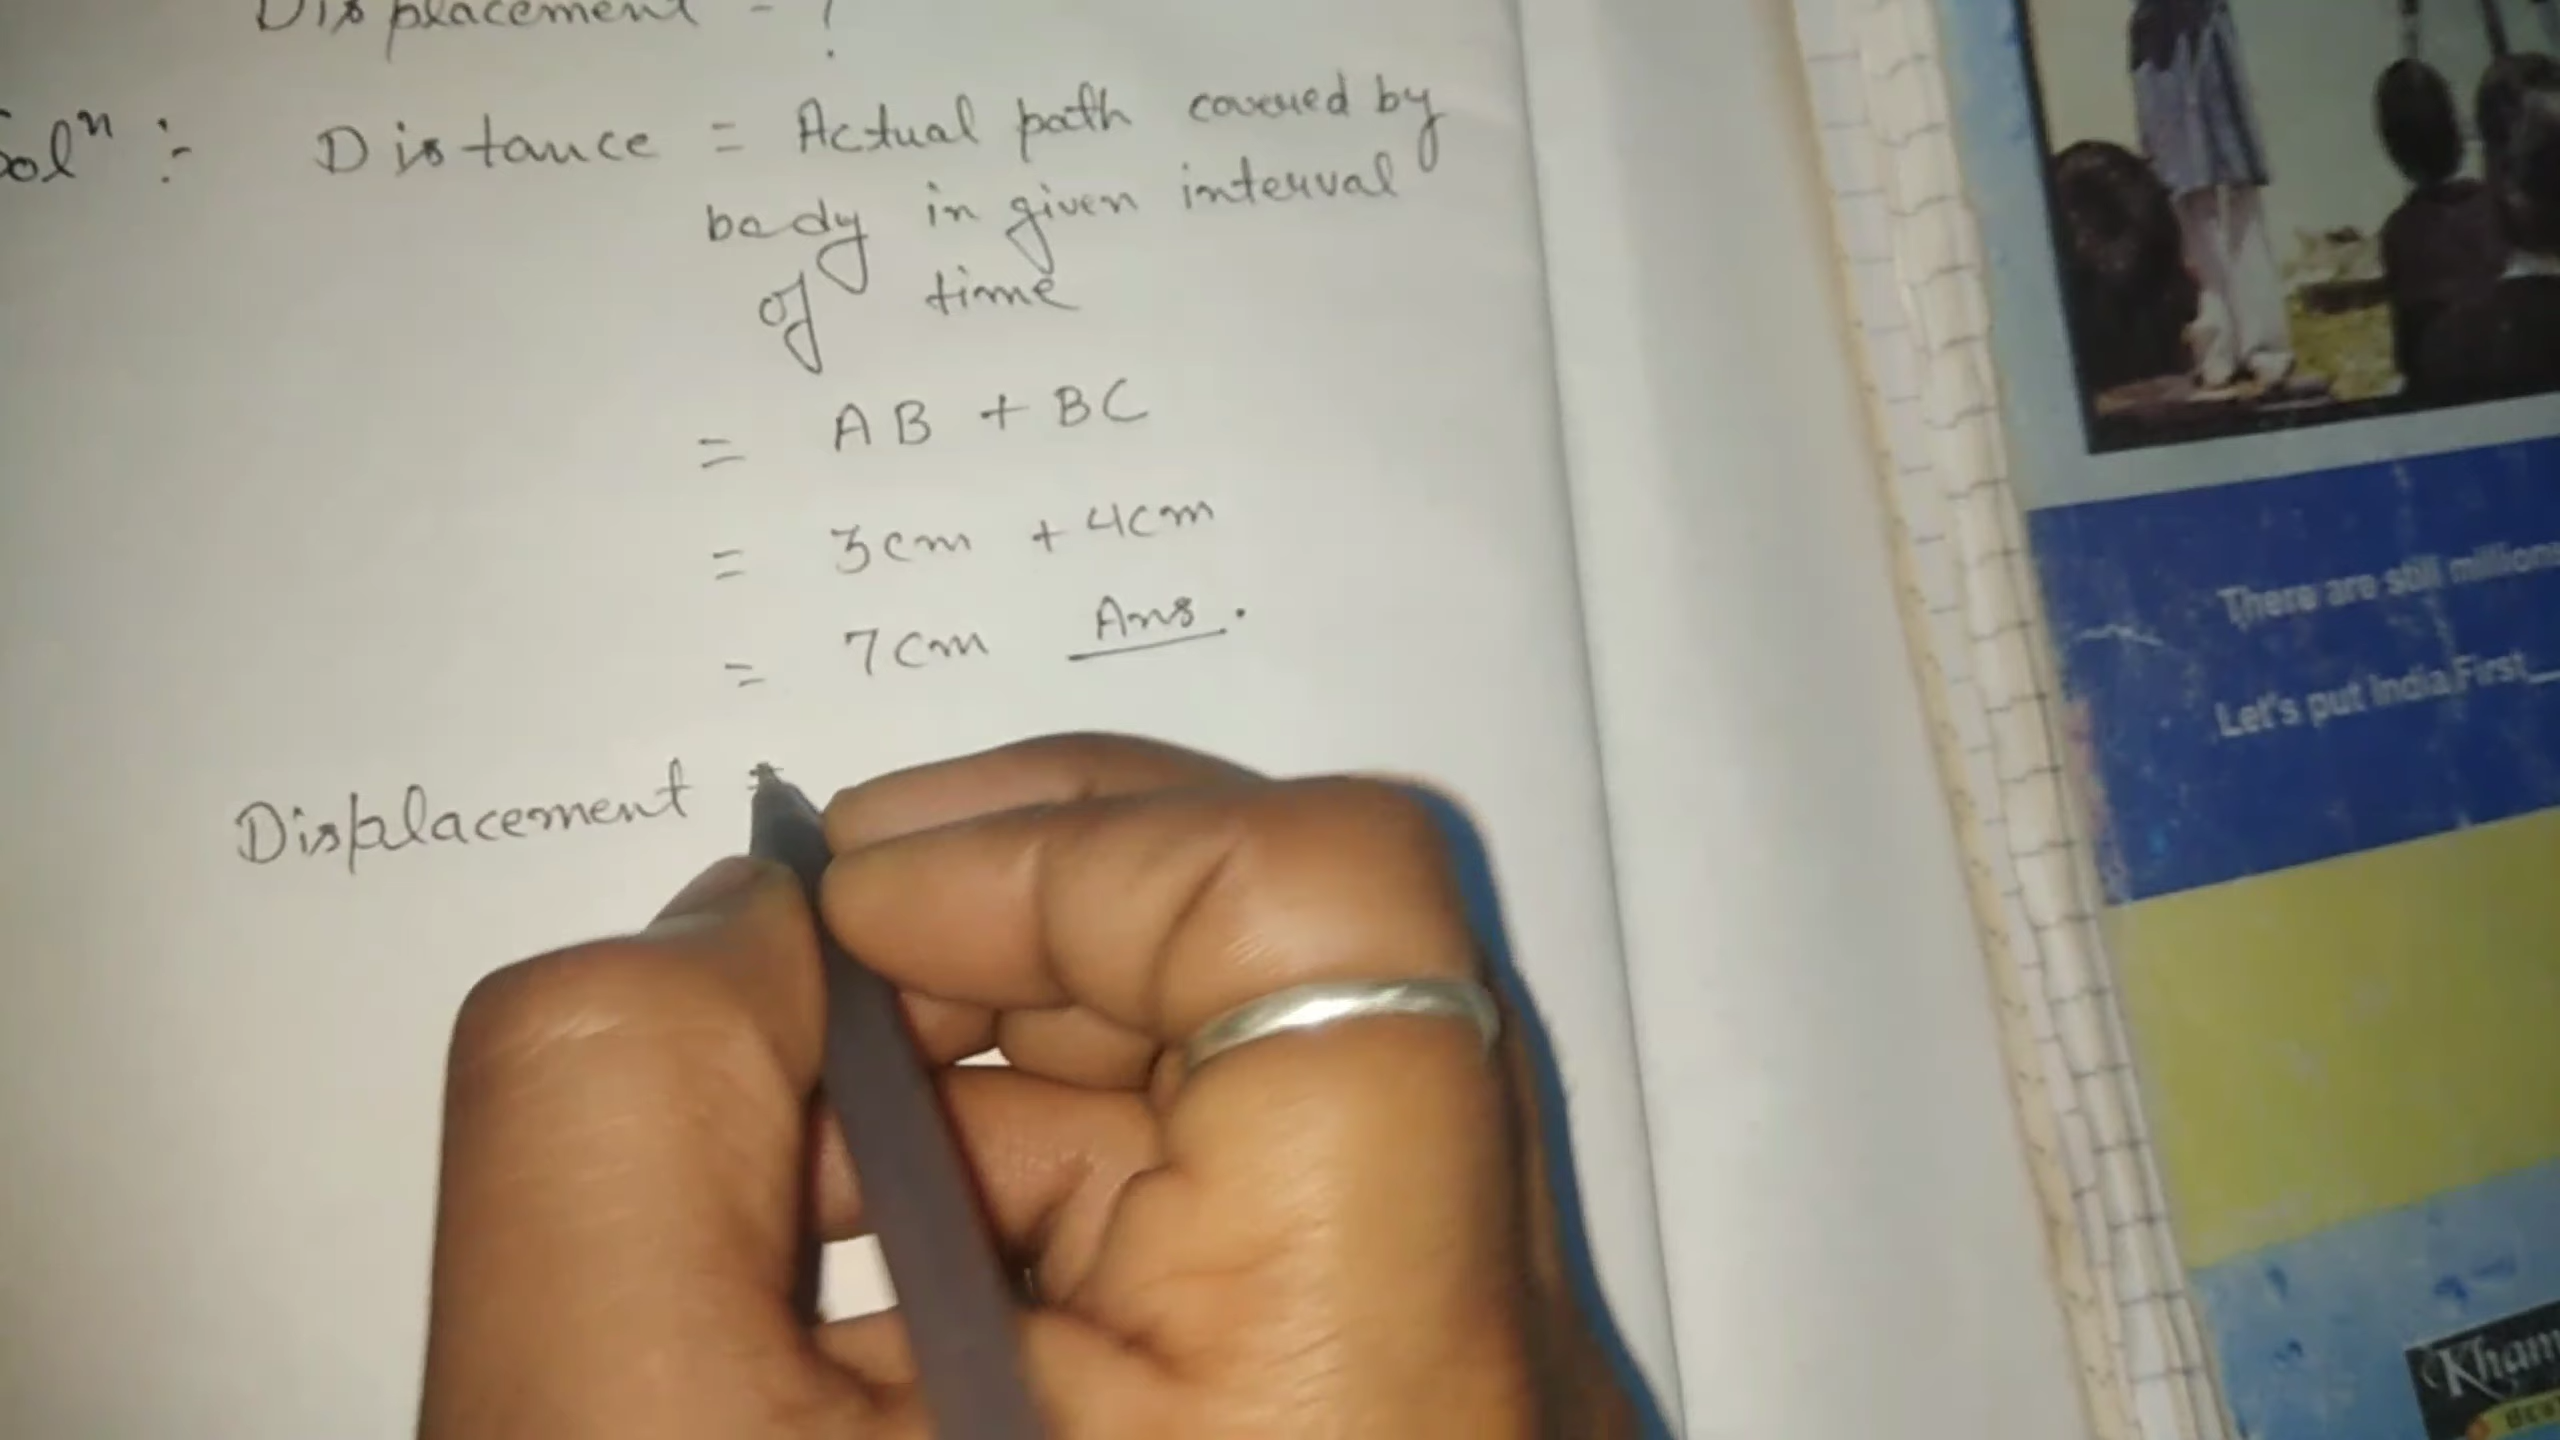 Displacement = ?
Solⁿ :- Distance = Actual path covered by
body in given interval
of time
= AB + BC
= 3cm + 4cm
= 7cm Ans.
Displacement =
There are still millions
Let's put India First